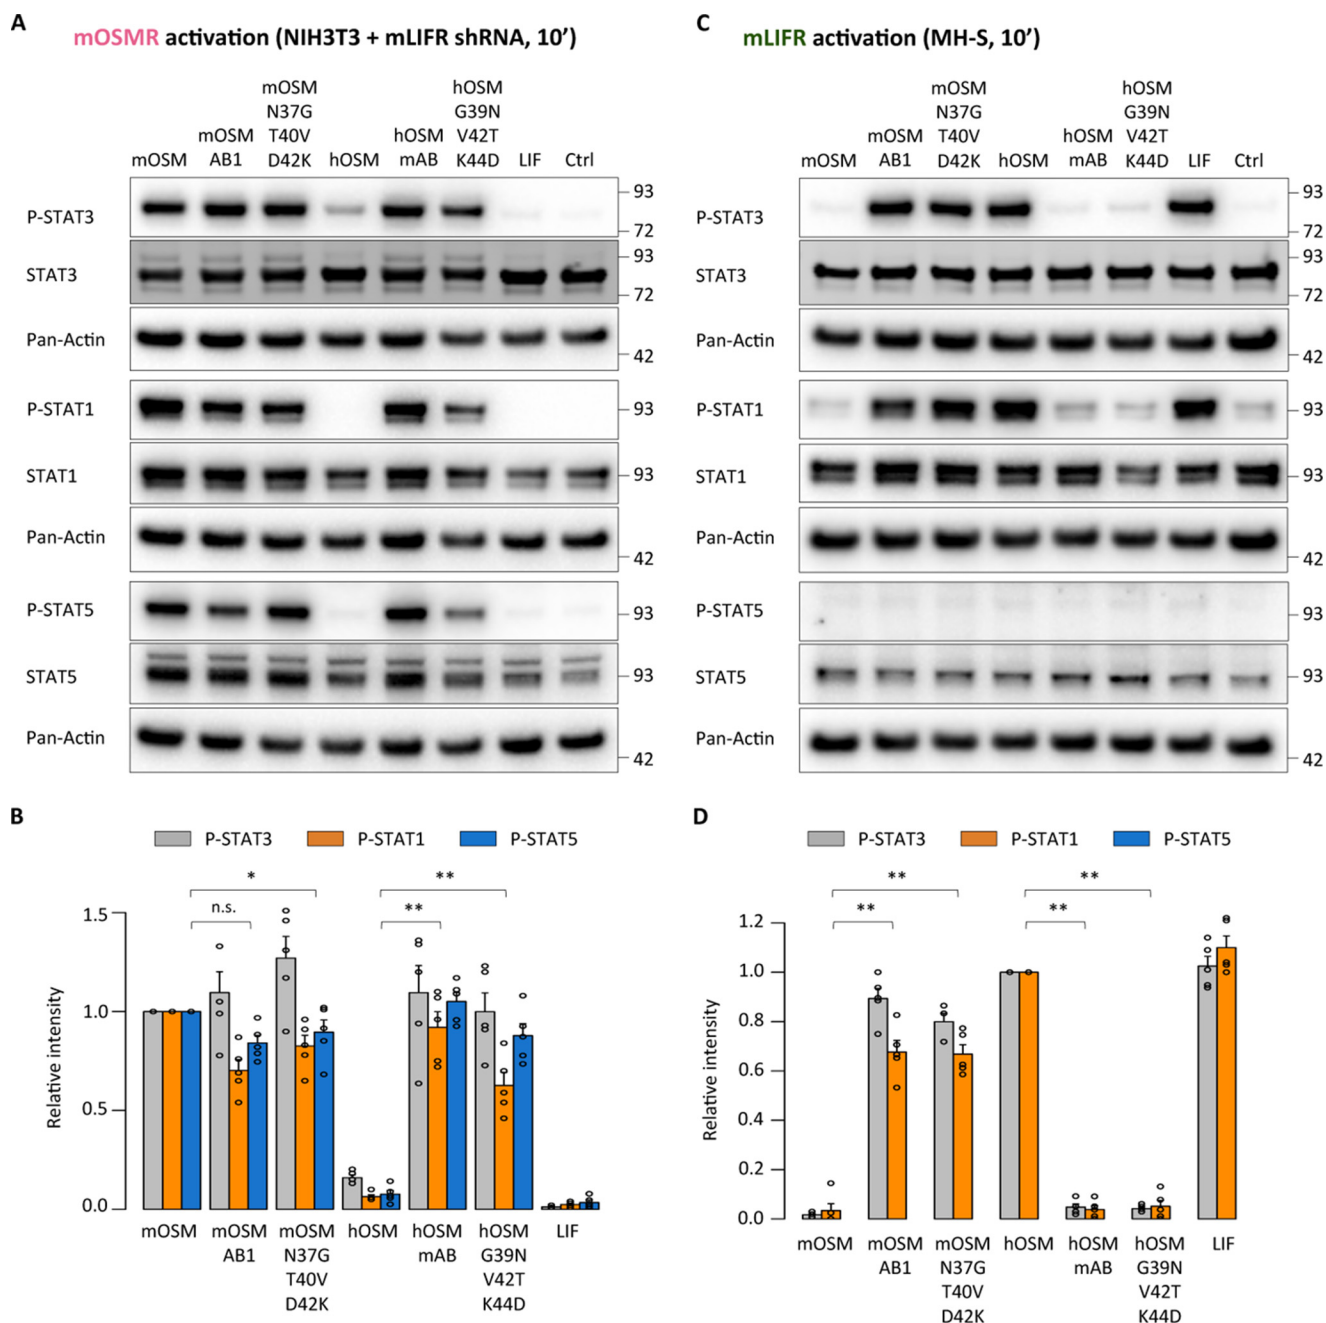 A
mOSMR activation (NIH3T3 + mLIFR shRNA, 10’)
mOSM
mOSM
AB1
mOSM
N37G
T40V
D42K
hOSM
hOSM
mAB
hOSM
G39N
V42T
K44D
LIF
Ctrl
P-STAT3
93
72
STAT3
93
72
Pan-Actin
42
P-STAT1
93
STAT1
93
Pan-Actin
42
P-STAT5
93
STAT5
93
Pan-Actin
42
B
P-STAT3
P-STAT1
P-STAT5
*
**
n.s.
**
Relative intensity
1.5
1.0
0.5
0.0
mOSM
mOSM
AB1
mOSM
N37G
T40V
D42K
hOSM
hOSM
mAB
hOSM
G39N
V42T
K44D
LIF
C
mLIFR activation (MH-S, 10’)
mOSM
mOSM
AB1
mOSM
N37G
T40V
D42K
hOSM
hOSM
mAB
hOSM
G39N
V42T
K44D
LIF
Ctrl
P-STAT3
93
72
STAT3
93
72
Pan-Actin
42
P-STAT1
93
STAT1
93
Pan-Actin
42
P-STAT5
93
STAT5
93
Pan-Actin
42
D
P-STAT3
P-STAT1
P-STAT5
**
**
**
**
Relative intensity
1.2
1.0
0.8
0.6
0.4
0.2
0.0
mOSM
mOSM
AB1
mOSM
N37G
T40V
D42K
hOSM
hOSM
mAB
hOSM
G39N
V42T
K44D
LIF